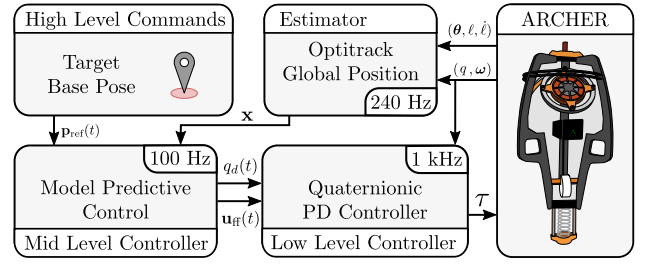 High Level Commands
Target
Base Pose
Estimator
Optitrack
Global Position
240 Hz
ARCHER
(θ, ℓ, ℓ̇)
(q, ω)
p_ref(t)
x
100 Hz
Model Predictive
Control
Mid Level Controller
q_d(t)
u_ff(t)
1 kHz
Quaternionic
PD Controller
Low Level Controller
τ